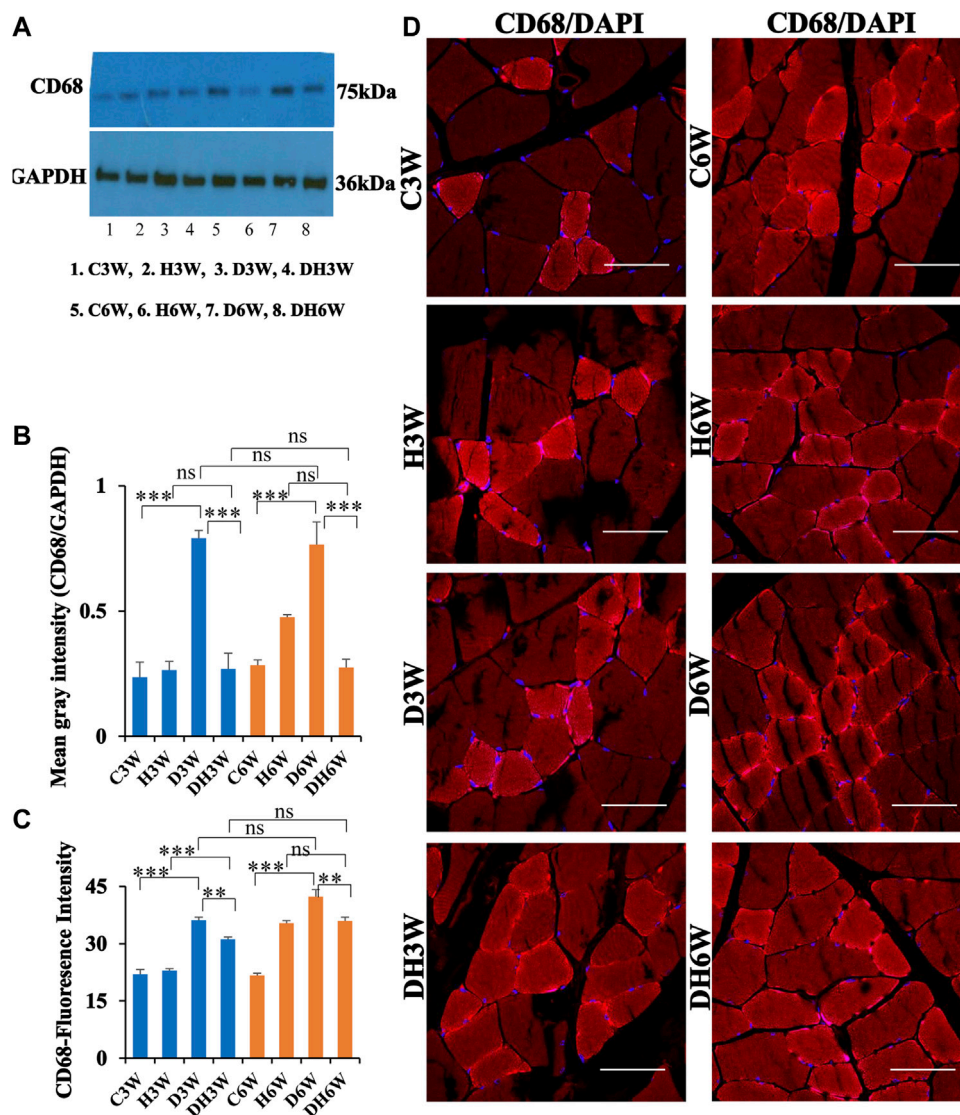 A
CD68
75kDa
GAPDH
36kDa
1 2 3 4 5 6 7 8
1. C3W, 2. H3W, 3. D3W, 4. DH3W
5. C6W, 6. H6W, 7. D6W, 8. DH6W
B
Mean gray intensity (CD68/GAPDH)
1
0.5
0
ns
ns
*** ns *** ns
*** ***
C3W H3W D3W DH3W C6W H6W D6W DH6W
C
CD68-Fluoresence Intensity
45
30
15
0
ns
ns
*** *** *** ns
** **
C3W H3W D3W DH3W C6W H6W D6W DH6W
D
CD68/DAPI CD68/DAPI
C3W C6W
H3W H6W
D3W D6W
DH3W DH6W